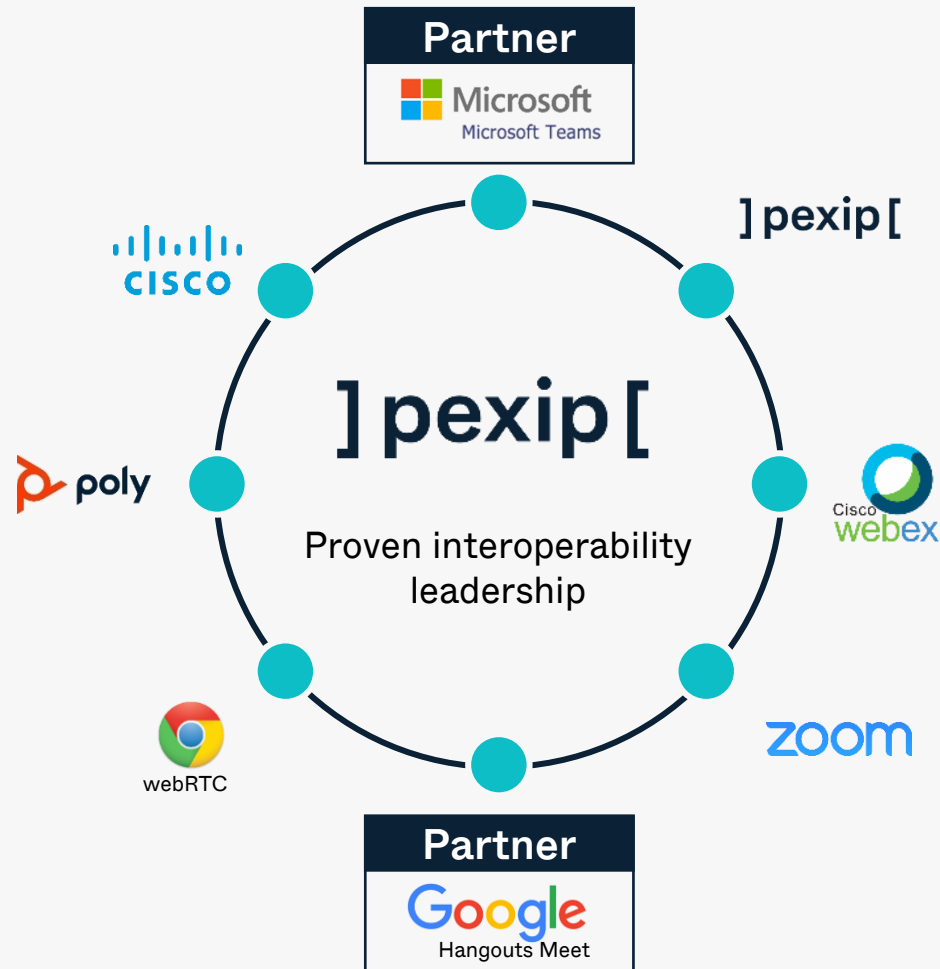 Partner
Microsoft
Microsoft Teams
]pexip[
CISCO
]pexip[
poly
Cisco
webex
Proven interoperability
leadership
webRTC
zoom
Partner
Google
Hangouts Meet